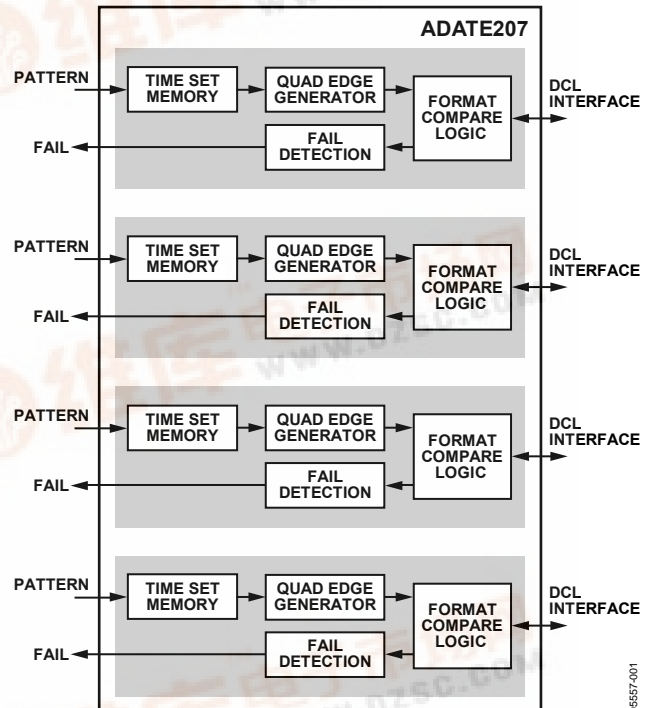 ADATE207
PATTERN
TIME SET
MEMORY
QUAD EDGE
GENERATOR
FORMAT
COMPARE
LOGIC
DCL
INTERFACE
FAIL
FAIL
DETECTION
PATTERN
TIME SET
MEMORY
QUAD EDGE
GENERATOR
FORMAT
COMPARE
LOGIC
DCL
INTERFACE
FAIL
FAIL
DETECTION
WWW.DZSC.COM
PATTERN
TIME SET
MEMORY
QUAD EDGE
GENERATOR
FORMAT
COMPARE
LOGIC
DCL
INTERFACE
FAIL
FAIL
DETECTION
PATTERN
TIME SET
MEMORY
QUAD EDGE
GENERATOR
FORMAT
COMPARE
LOGIC
DCL
INTERFACE
FAIL
FAIL
DETECTION